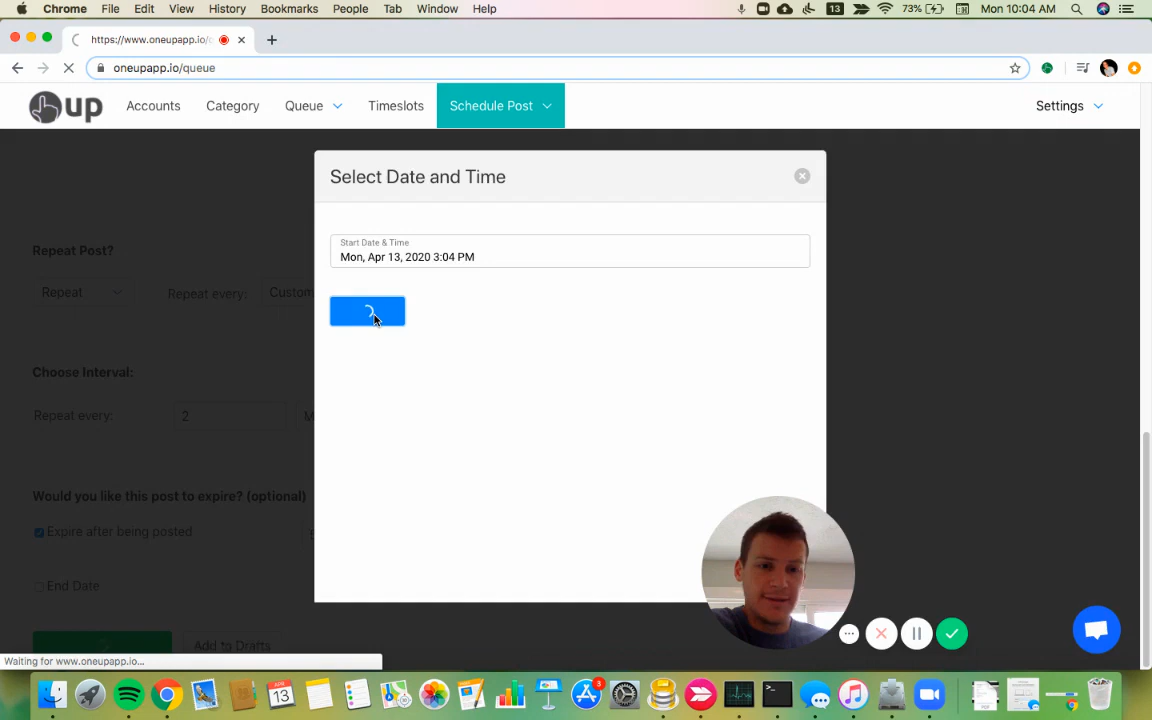 Chrome File Edit View History Bookmarks People Tab Window Help 13 73% Mon 10:04 AM
https://www.oneupapp.io/
oneupapp.io/queue
up Accounts Category Queue Timeslots Schedule Post Settings
Select Date and Time
Start Date & Time
Mon, Apr 13, 2020 3:04 PM
Repeat Post?
Repeat Repeat every:
Choose Interval:
Repeat every: 2
Would you like this post to expire? (optional)
Expire after being posted
End Date
Add to Drafts
Waiting for www.oneupapp.io...
APR
13
3